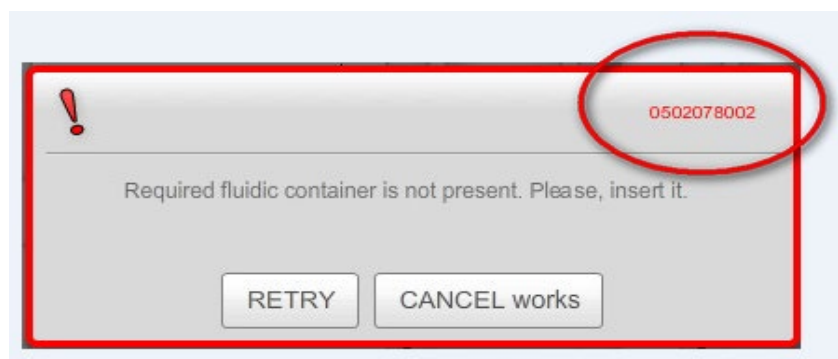 0502078002
Required fluidic container is not present. Please, insert it.
RETRY
CANCEL works